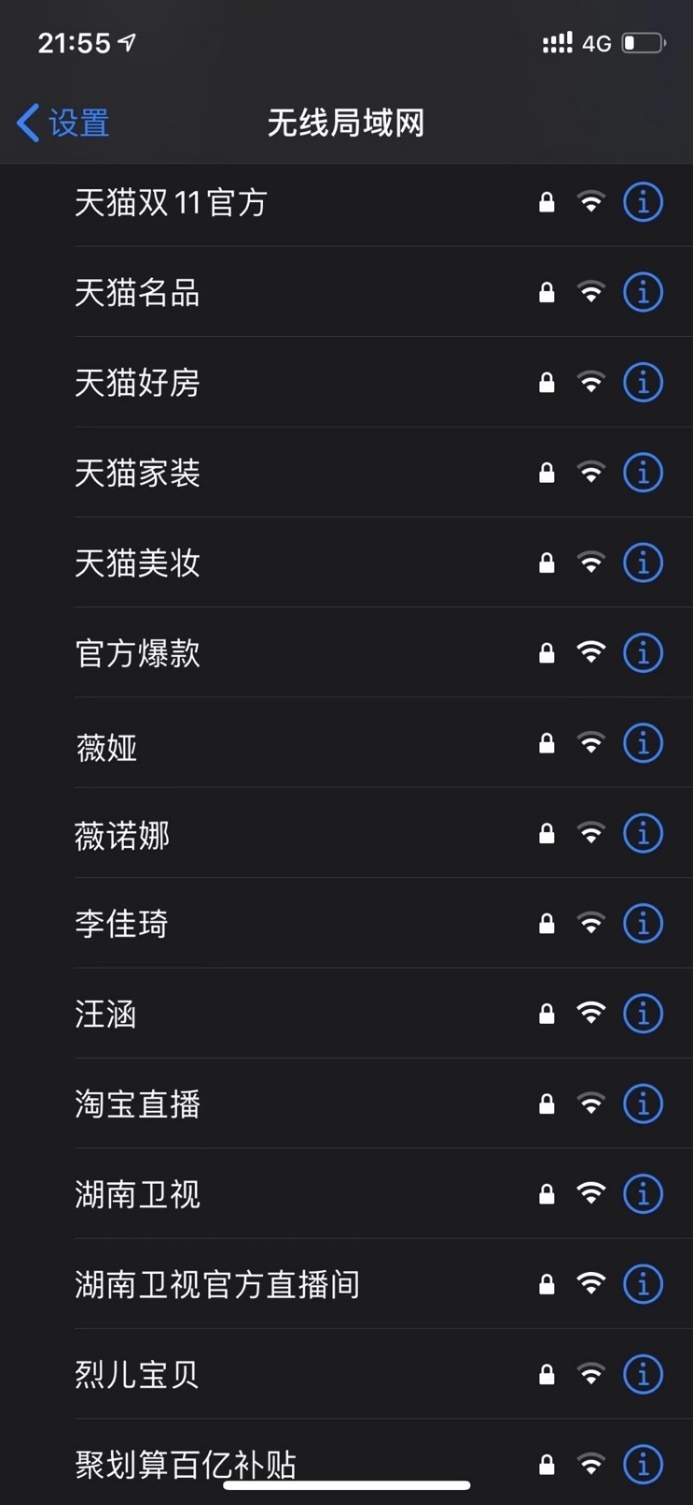 21:55
4G
设置
无线局域网
天猫双11官方
天猫名品
天猫好房
天猫家装
天猫美妆
官方爆款
薇娅
薇诺娜
李佳琦
汪涵
淘宝直播
湖南卫视
湖南卫视官方直播间
烈儿宝贝
聚划算百亿补贴